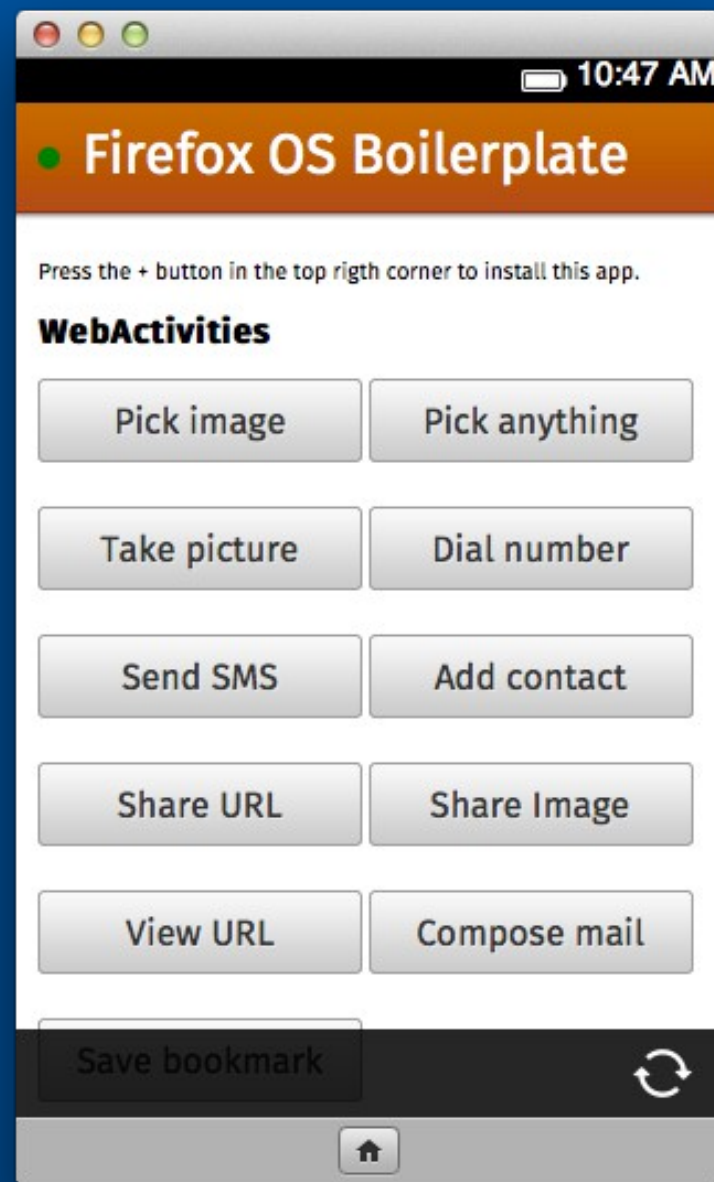 10:47 AM
Firefox OS Boilerplate
Press the + button in the top rigth corner to install this app.
WebActivities
Pick image Pick anything
Take picture Dial number
Send SMS Add contact
Share URL Share Image
View URL Compose mail
Save bookmark